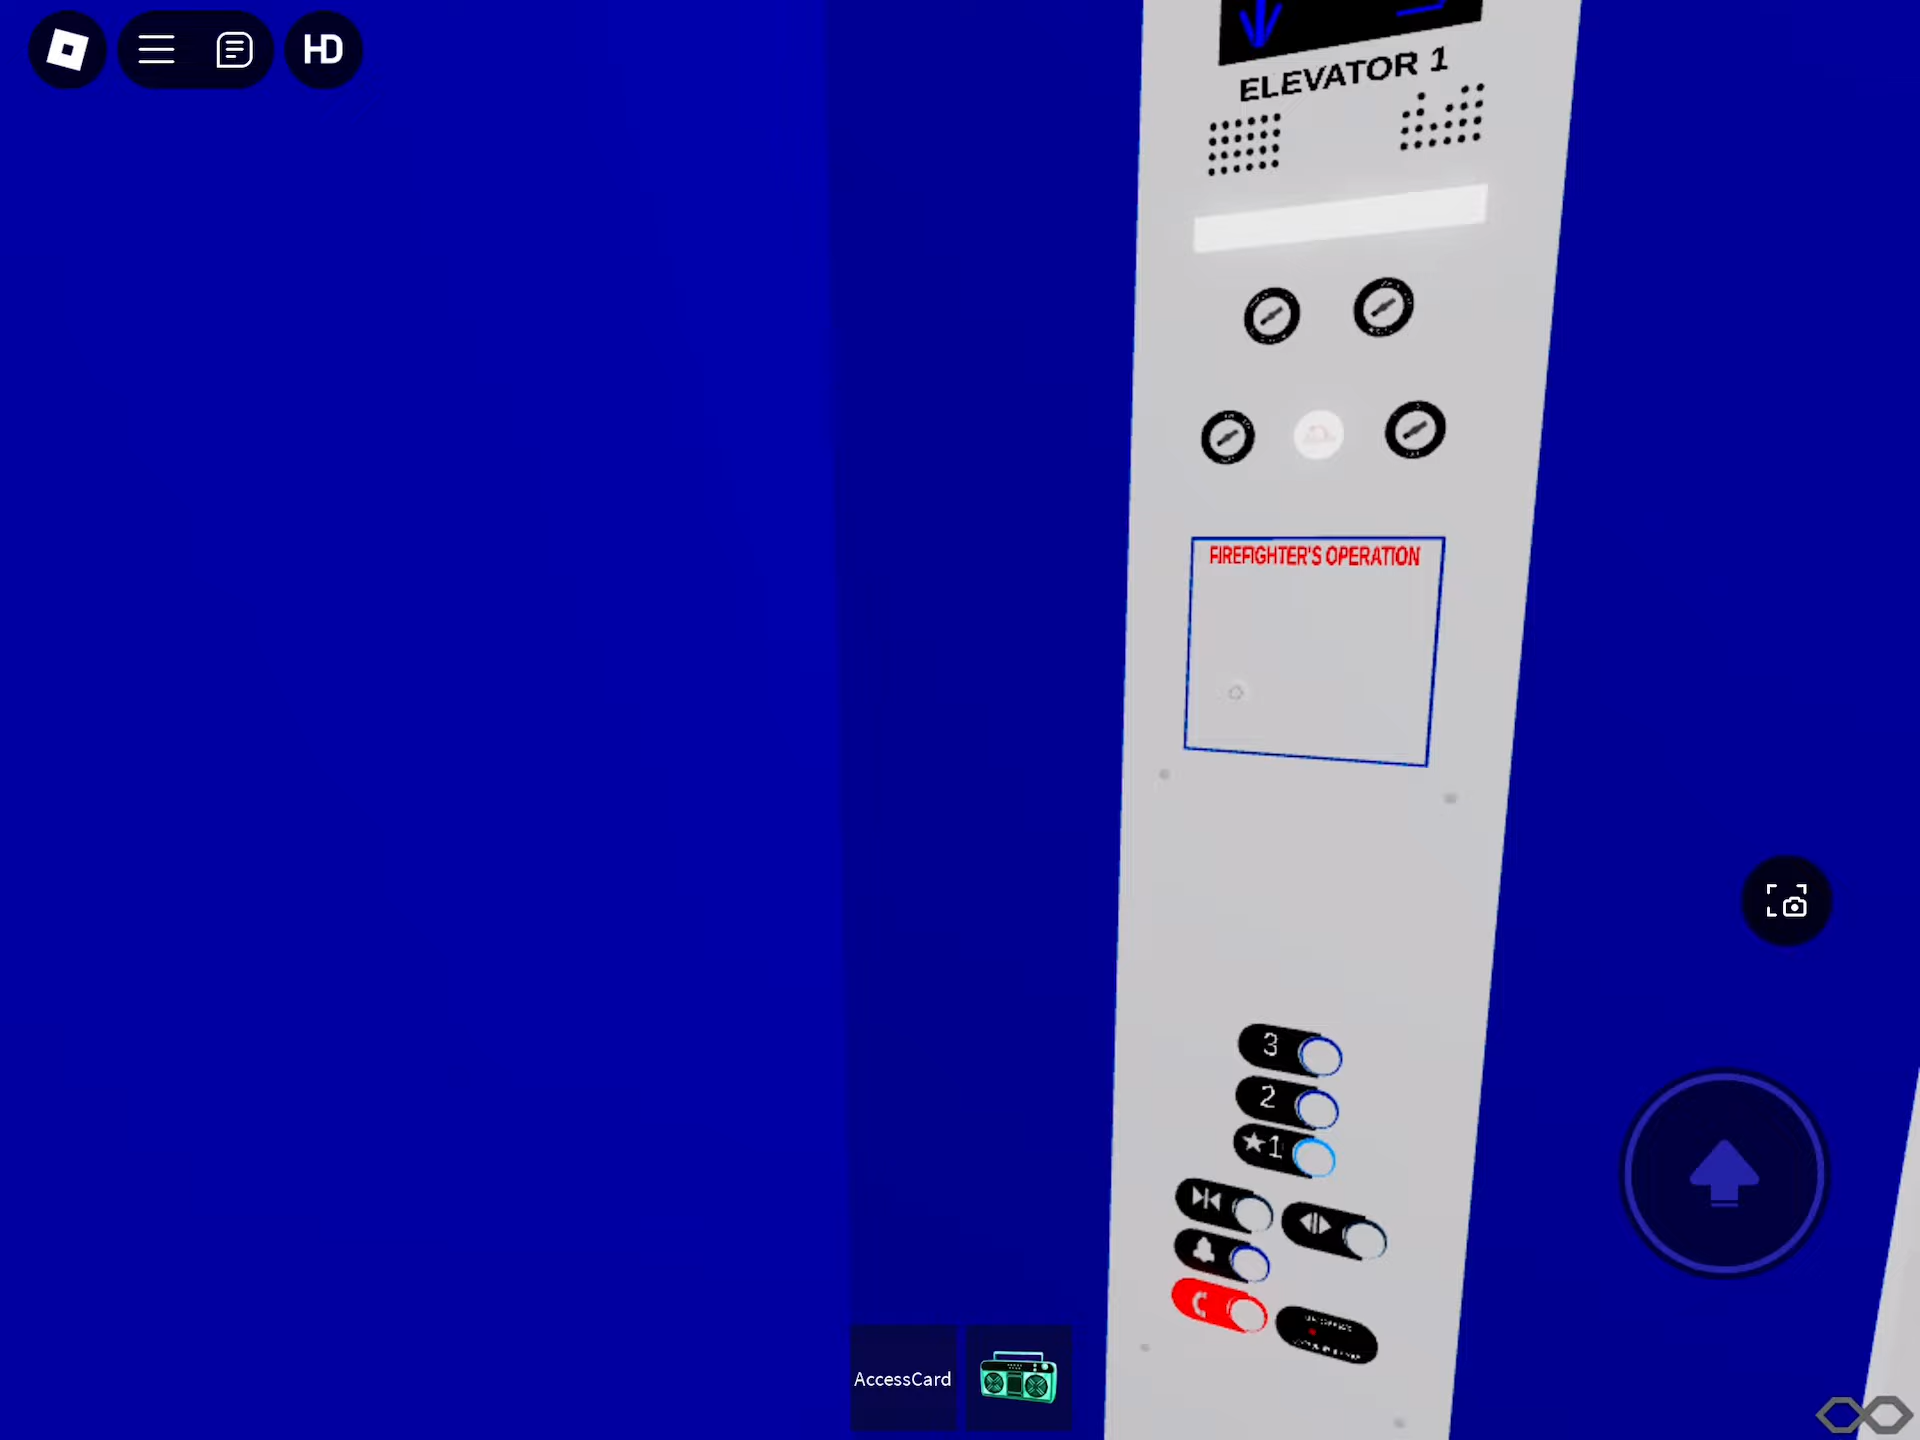 HD
ELEVATOR 1
FIREFIGHTER'S OPERATION
3
2
★1
AccessCard